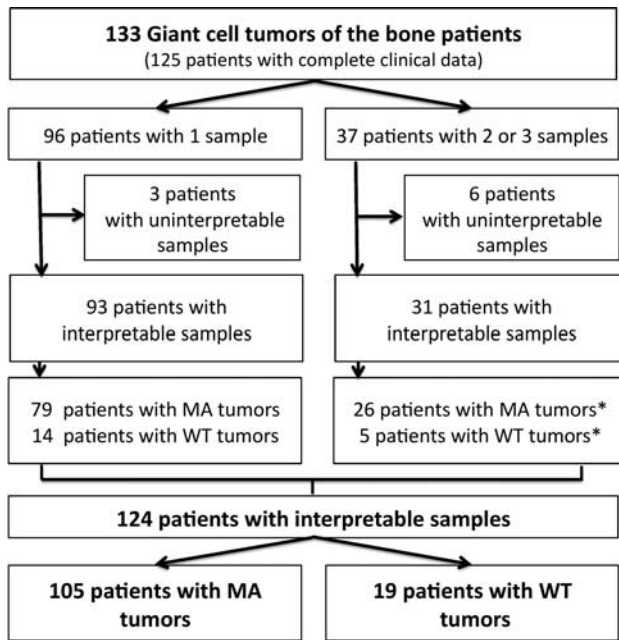 133 Giant cell tumors of the bone patients
(125 patients with complete clinical data)
96 patients with 1 sample
37 patients with 2 or 3 samples
3 patients
with uninterpretable
samples
6 patients
with uninterpretable
samples
93 patients with
interpretable samples
31 patients with
interpretable samples
79 patients with MA tumors
14 patients with WT tumors
26 patients with MA tumors*
5 patients with WT tumors*
124 patients with interpretable samples
105 patients with MA
tumors
19 patients with WT
tumors